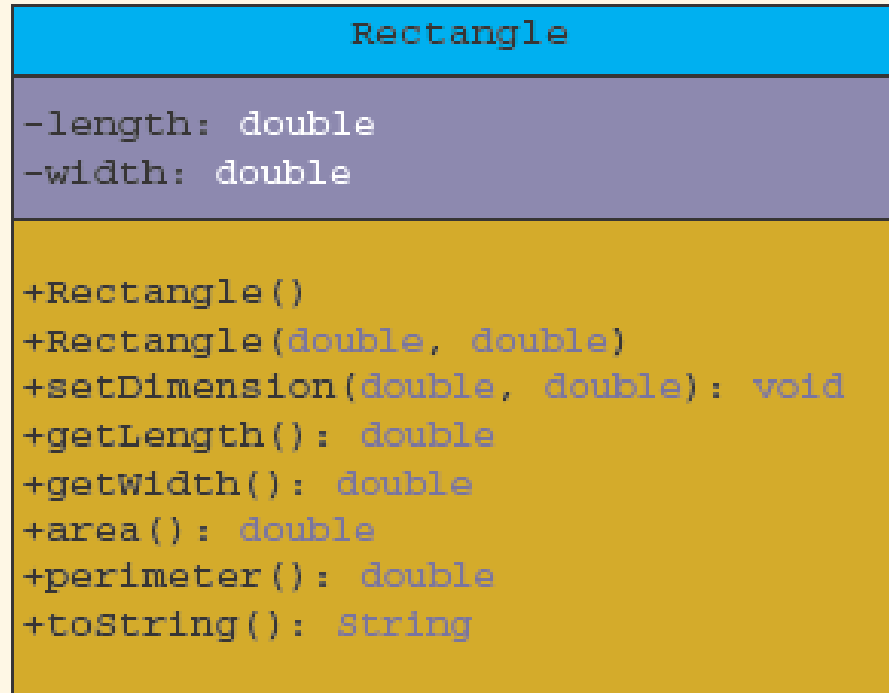 Rectangle
-length: double
-width: double
+Rectangle()
+Rectangle(double, double)
+setDimension(double, double): void
+getLength(): double
+getWidth(): double
+area(): double
+perimeter(): double
+toString(): String